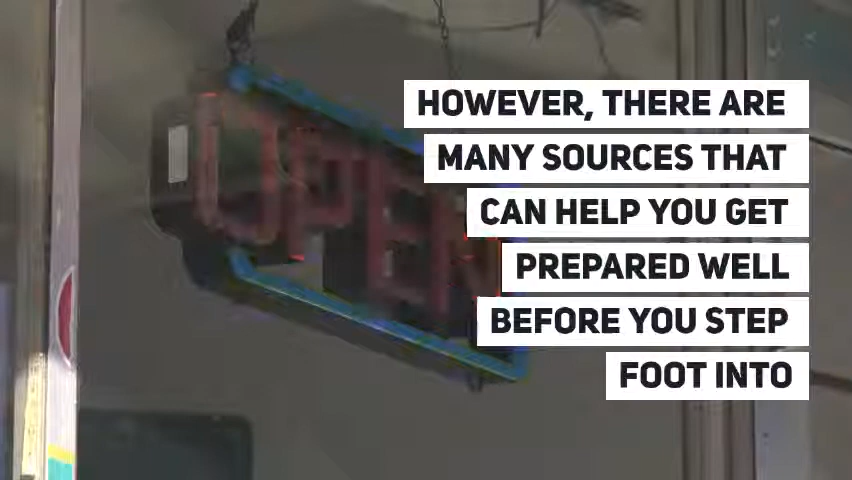 OPEN
HOWEVER, THERE ARE
MANY SOURCES THAT
CAN HELP YOU GET
PREPARED WELL
BEFORE YOU STEP
FOOT INTO